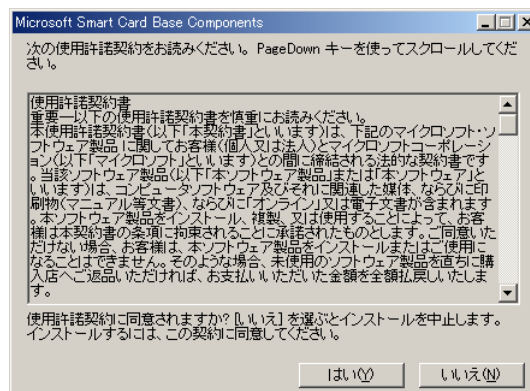 Microsoft Smart Card Base Components
次の使用許諾契約をお読みください。PageDown キーを使ってスクロールしてくだ
さい。
使用許諾契約書
重要―以下の使用許諾契約書を慎重にお読みください。
本使用許諾契約書（以下「本契約書」といいます）は、下記のマイクロソフト・ソ
フトウェア製品 に関してお客様（個人又は法人）とマイクロソフトコーポレーシ
ョン（以下「マイクロソフト」といいます）との間に締結される法的な契約書です
。当該ソフトウェア製品（以下「本ソフトウェア製品」または「本ソフトウェア」と
いいます）は、コンピュータソフトウェア及びそれに関連した媒体、ならびに印
刷物（マニュアル等文書）、ならびに「オンライン」又は電子文書が含まれます
。本ソフトウェア製品をインストール、複製、又は使用することによって、お客
様は本契約書の条項に拘束されることに承諾されたものとします。ご同意いた
だけない場合、お客様は、本ソフトウェア製品をインストールまたはご使用に
なることはできません。そのような場合、未使用のソフトウェア製品を直ちに購
入店へご返品いただければ、お支払いいただいた金額を全額払戻しいたしま
す。
使用許諾契約に同意されますか? [いいえ] を選ぶとインストールを中止します。
インストールするには、この契約に同意してください。
はい(Y)
いいえ(N)